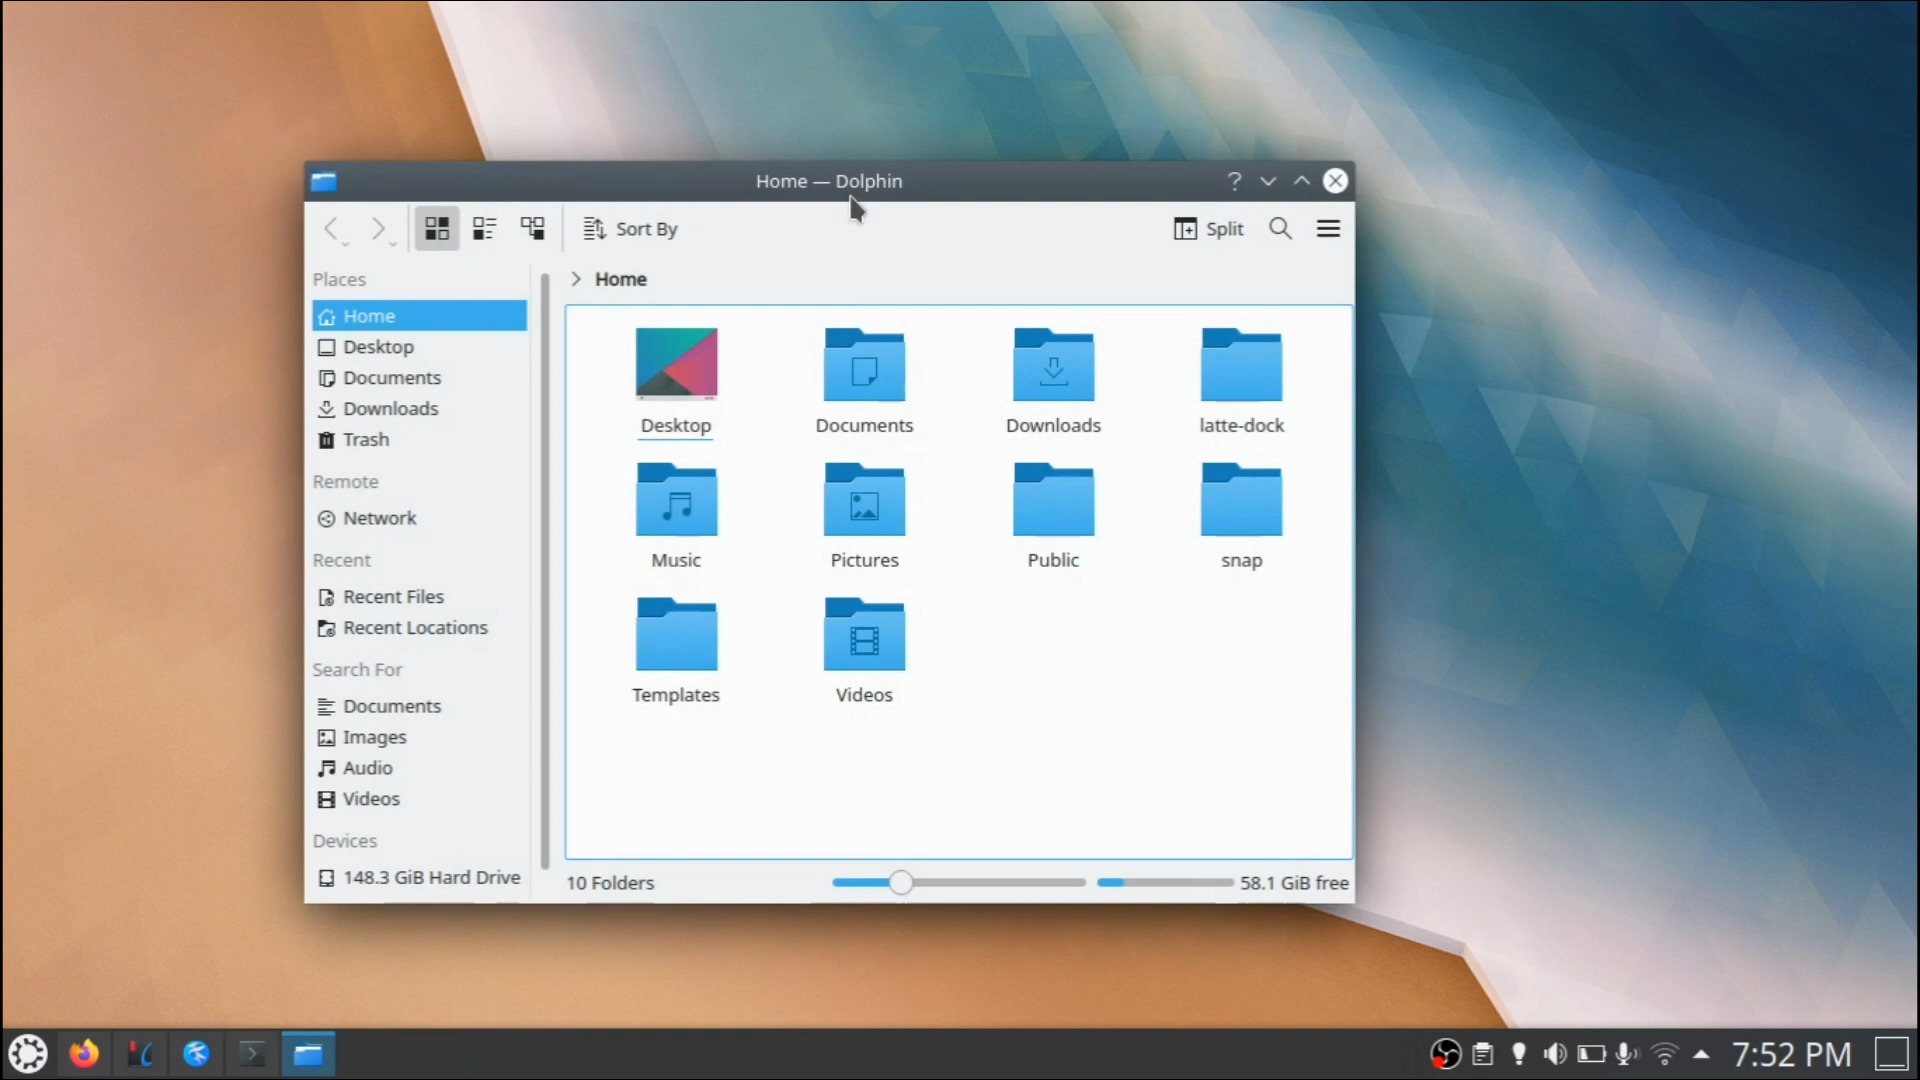 Home — Dolphin
Sort By
Split
Places
Home
Desktop
Documents
Downloads
Trash
Remote
Network
Recent
Recent Files
Recent Locations
Search For
Documents
Images
Audio
Videos
Devices
148.3 GiB Hard Drive
Home
Desktop
Documents
Downloads
latte-dock
Music
Pictures
Public
snap
Templates
Videos
10 Folders
58.1 GiB free
7:52 PM